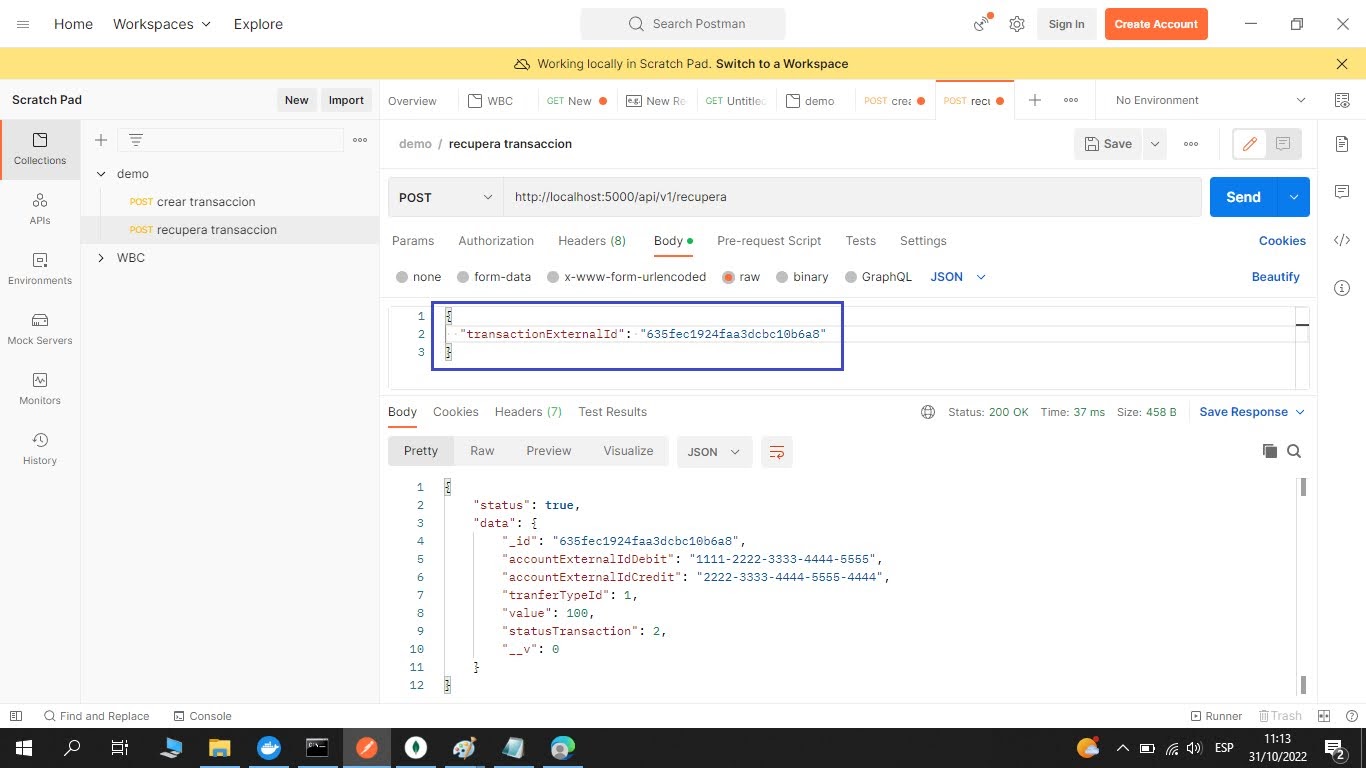 Home Workspaces Explore Search Postman Sign In Create Account
Working locally in Scratch Pad. Switch to a Workspace
Scratch Pad New Import Overview WBC GET New e.g. New Re GET Untitled demo POST crea POST recu No Environment
demo / recupera transaccion Save
Collections
demo
POST crear transaccion
POST recupera transaccion
WBC
APIs
Environments
Mock Servers
Monitors
History
POST http://localhost:5000/api/v1/recupera Send
Params Authorization Headers (8) Body Pre-request Script Tests Settings Cookies
none form-data x-www-form-urlencoded raw binary GraphQL JSON Beautify
1 {
2 "transactionExternalId": "635fec1924faa3dcbc10b6a8"
3 }
Body Cookies Headers (7) Test Results Status: 200 OK Time: 37 ms Size: 458 B Save Response
Pretty Raw Preview Visualize JSON
1 {
2 "status": true,
3 "data": {
4 "_id": "635fec1924faa3dcbc10b6a8",
5 "accountExternalIdDebit": "1111-2222-3333-4444-5555",
6 "accountExternalIdCredit": "2222-3333-4444-5555-4444",
7 "tranferTypeId": 1,
8 "value": 100,
9 "statusTransaction": 2,
10 "__v": 0
11 }
12 }
Find and Replace Console Runner Trash
ESP 11:13
31/10/2022 2